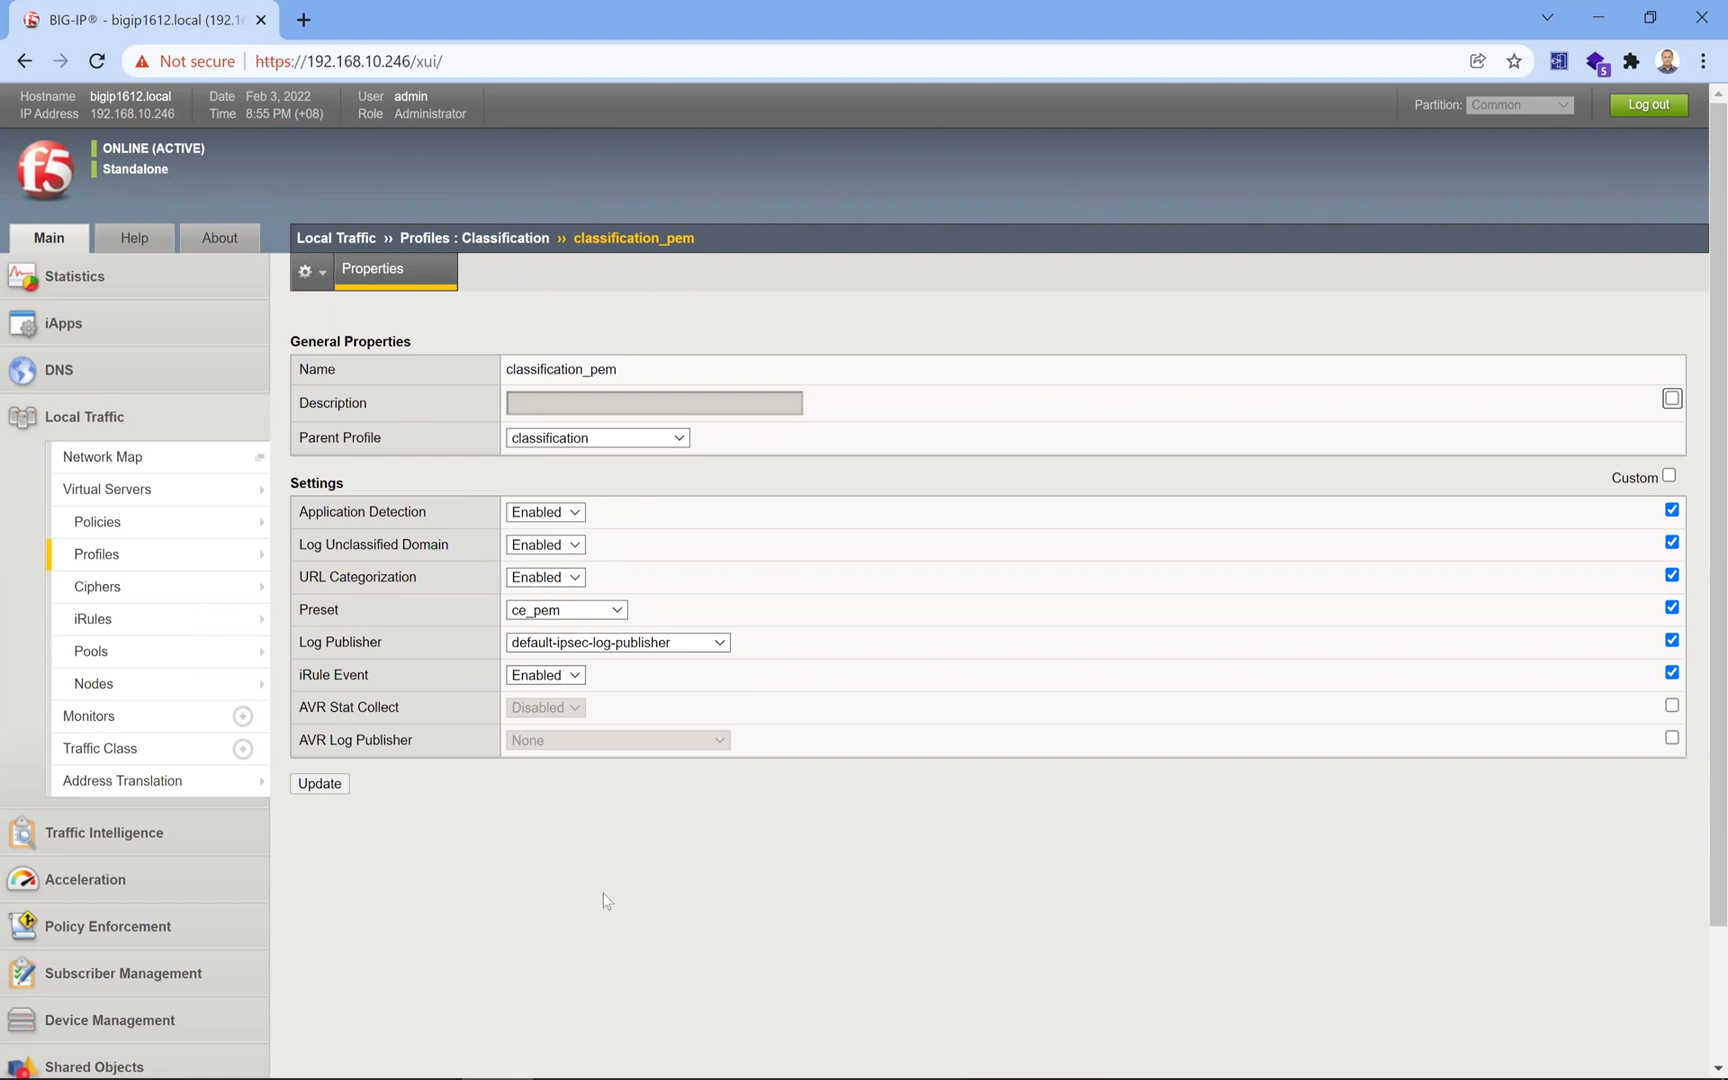 BIG-IP® - bigip1612.local (192.16
Not secure https://192.168.10.246/xui/
5
Hostname bigip1612.local Date Feb 3, 2022 User admin
IP Address 192.168.10.246 Time 8:55 PM (+08) Role Administrator
Partition: Common Log out
f5
ONLINE (ACTIVE)
Standalone
Main Help About
Local Traffic ›› Profiles : Classification ›› classification_pem
Properties
Statistics
iApps
DNS
Local Traffic
Network Map
Virtual Servers
Policies
Profiles
Ciphers
iRules
Pools
Nodes
Monitors
Traffic Class
Address Translation
Traffic Intelligence
Acceleration
Policy Enforcement
Subscriber Management
Device Management
Shared Objects
General Properties
Name classification_pem
Description
Parent Profile classification
Settings Custom
Application Detection Enabled
Log Unclassified Domain Enabled
URL Categorization Enabled
Preset ce_pem
Log Publisher default-ipsec-log-publisher
iRule Event Enabled
AVR Stat Collect Disabled
AVR Log Publisher None
Update